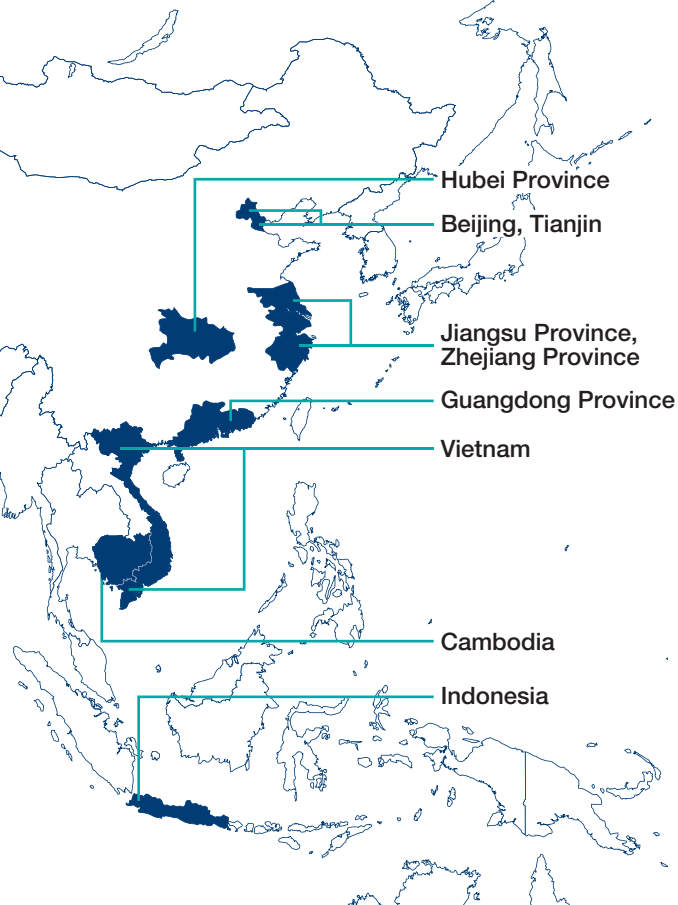 Hubei Province
Beijing, Tianjin
Jiangsu Province,
Zhejiang Province
Guangdong Province
Vietnam
Cambodia
Indonesia